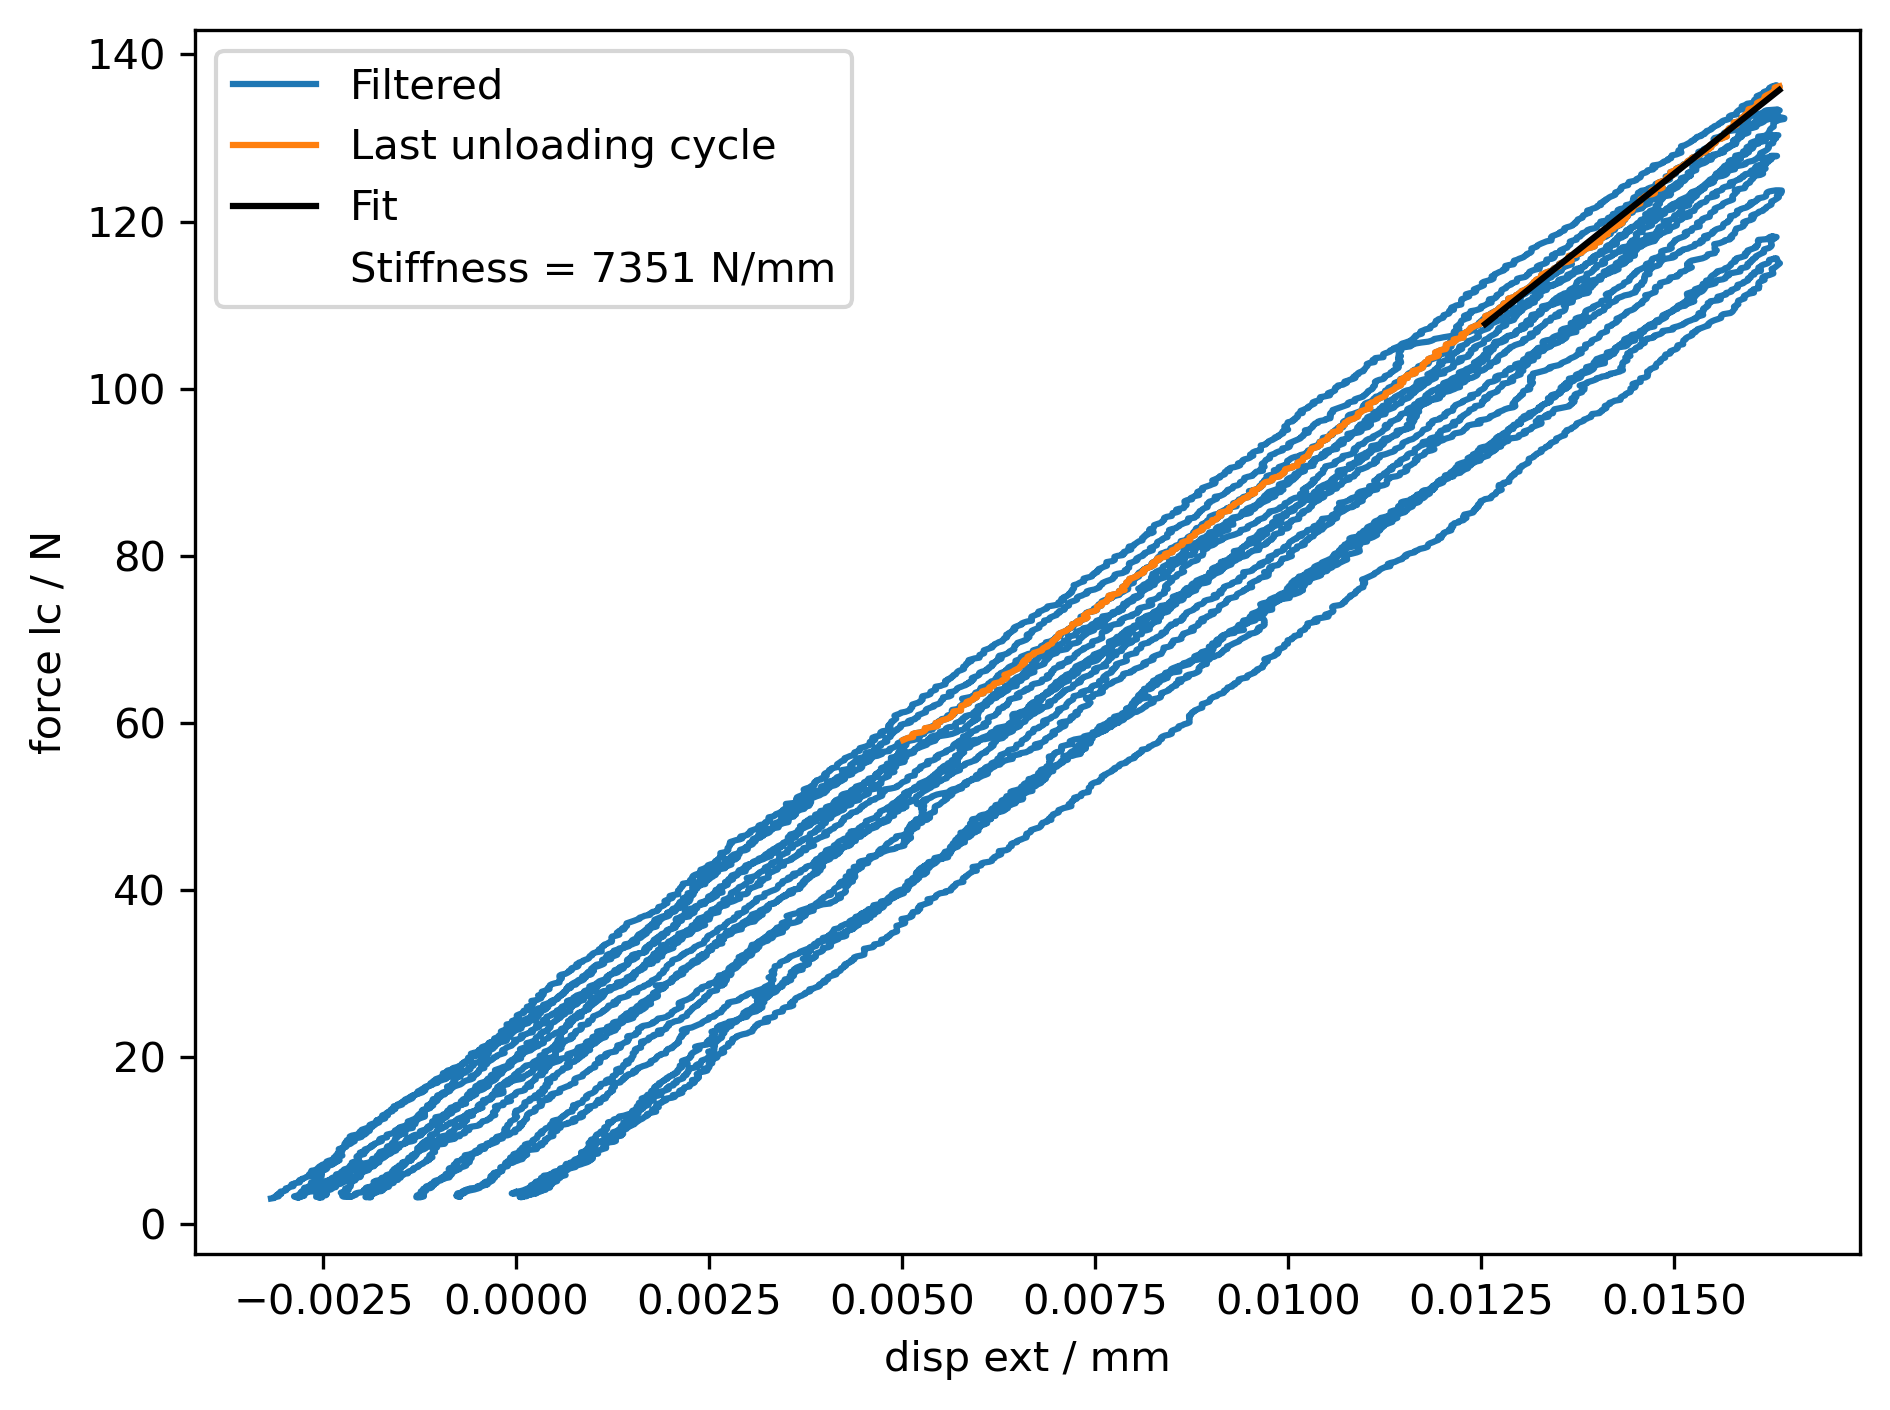 140
120
100
80
60
40
20
0
force lc / N
Filtered
Last unloading cycle
Fit
Stiffness = 7351 N/mm
−0.0025 0.0000 0.0025 0.0050 0.0075 0.0100 0.0125 0.0150
disp ext / mm